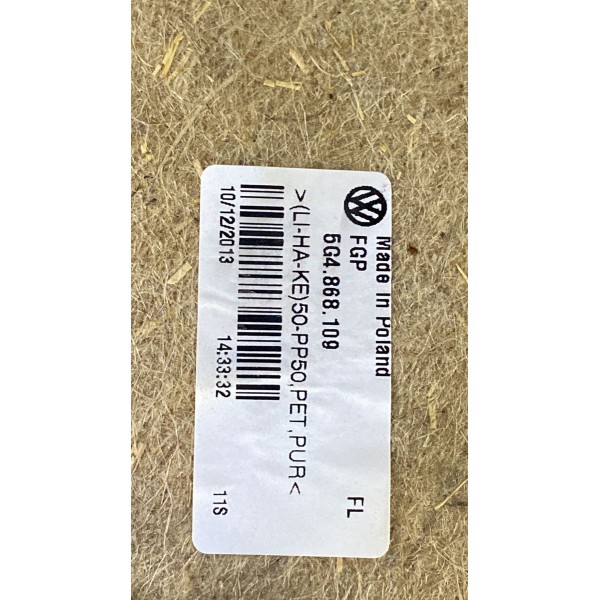 Made in Poland
FGP FL
5G4.868.109
>(LI-HA-KE)50-PP50,PET,PUR<
10/12/2013 14:33:32 11S